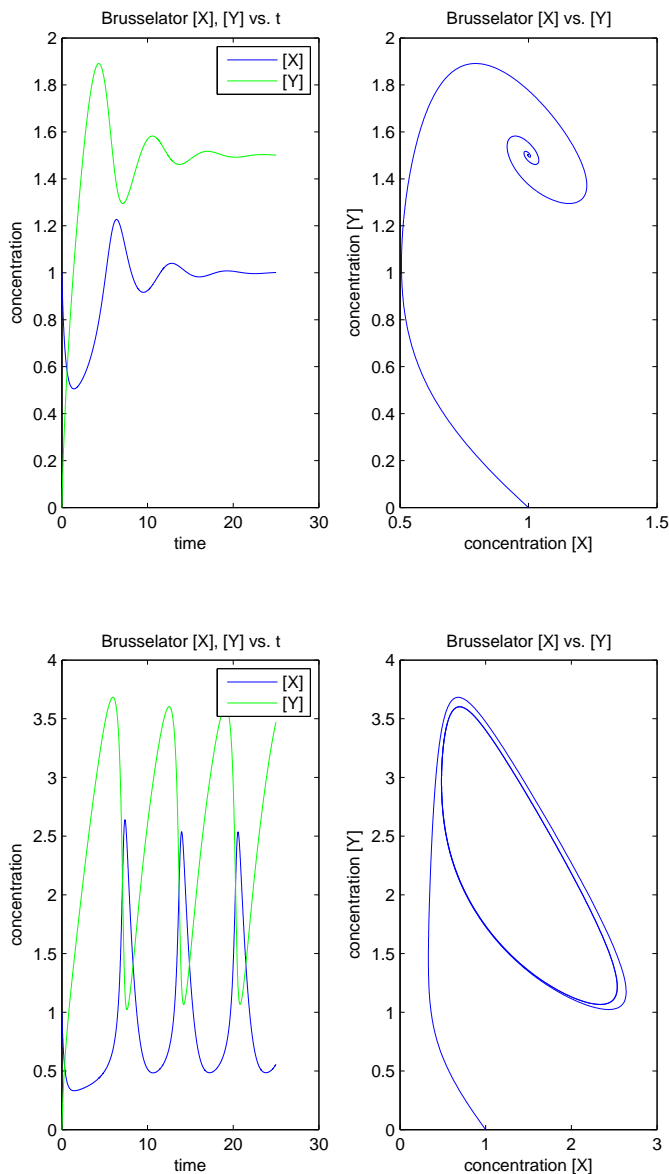 Brusselator [X], [Y] vs. t
2
1.8
1.6
1.4
1.2
1
0.8
0.6
0.4
0.2
0
0 10 20 30
time
concentration
[X]
[Y]
Brusselator [X] vs. [Y]
2
1.8
1.6
1.4
1.2
1
0.8
0.6
0.4
0.2
0
0.5 1 1.5
concentration [X]
concentration [Y]
Brusselator [X], [Y] vs. t
4
3.5
3
2.5
2
1.5
1
0.5
0
0 10 20 30
time
concentration
[X]
[Y]
Brusselator [X] vs. [Y]
4
3.5
3
2.5
2
1.5
1
0.5
0
0 1 2 3
concentration [X]
concentration [Y]